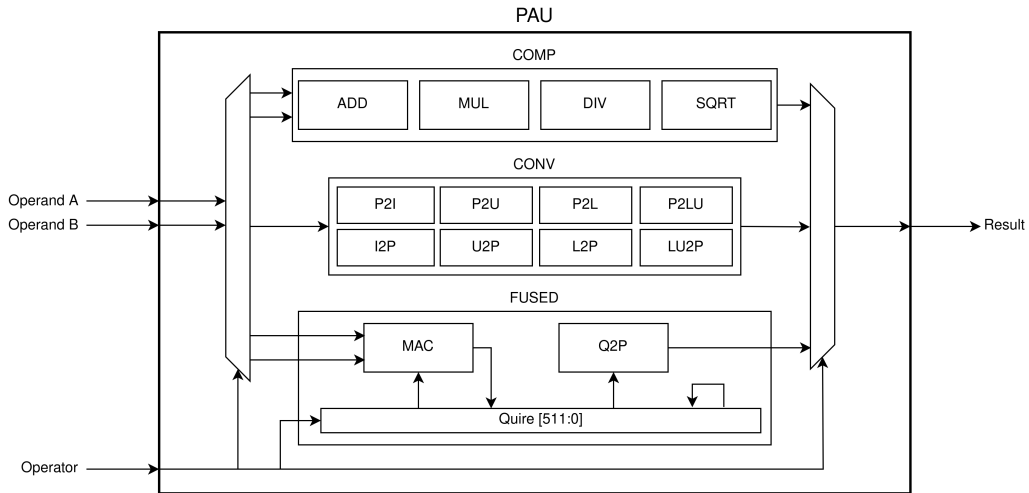 PAU
COMP
ADD MUL DIV SQRT
CONV
Operand A
P2I P2U P2L P2LU
Operand B
Result
I2P U2P L2P LU2P
FUSED
MAC Q2P
Quire [511:0]
Operator